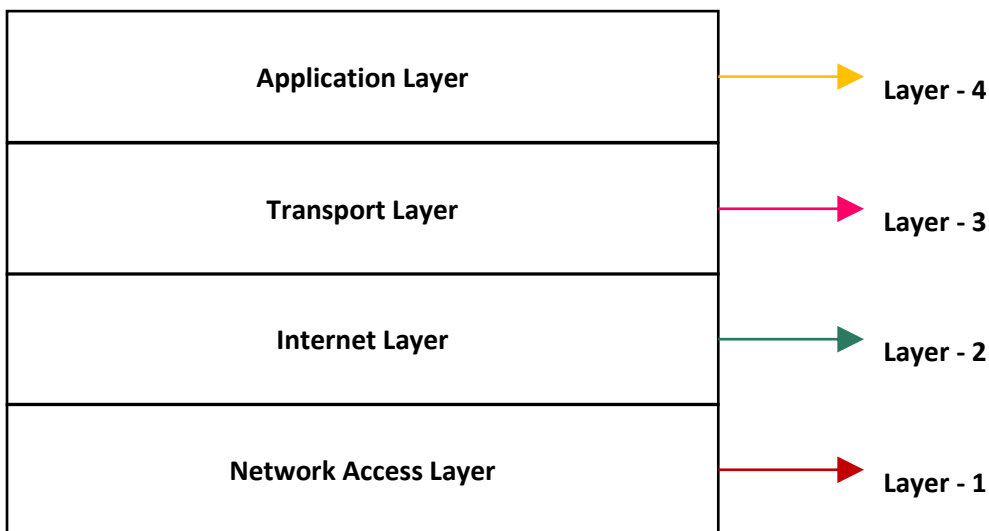 Application Layer
Layer - 4
Transport Layer
Layer - 3
Internet Layer
Layer - 2
Network Access Layer
Layer - 1